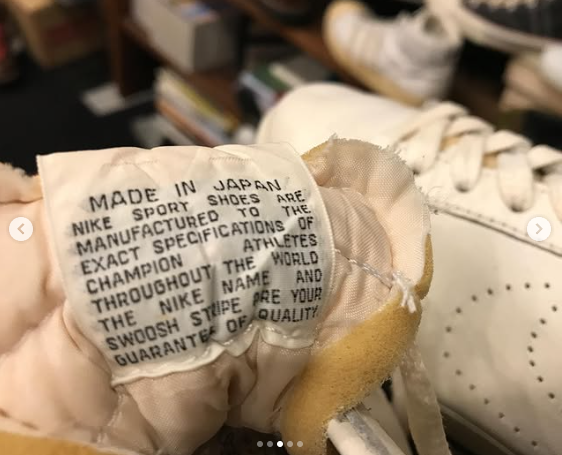 MADE IN JAPAN
NIKE SPORT SHOES ARE
MANUFACTURED TO THE
EXACT SPECIFICATIONS OF
CHAMPION ATHLETES
THROUGHOUT THE WORLD
THE NIKE NAME AND
SWOOSH STRIPE ARE YOUR
GUARANTEE OF QUALITY